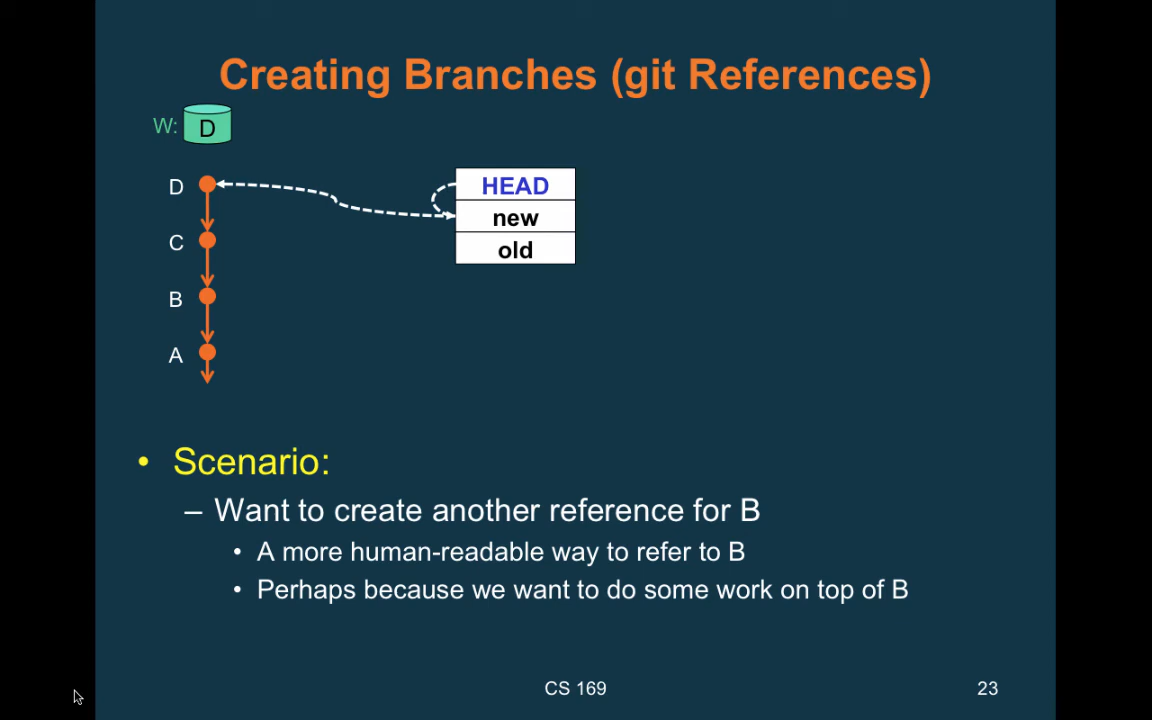 Creating Branches (git References)
W: D
D
HEAD
new
C
old
B
A
• Scenario:
– Want to create another reference for B
• A more human-readable way to refer to B
• Perhaps because we want to do some work on top of B
CS 169
23